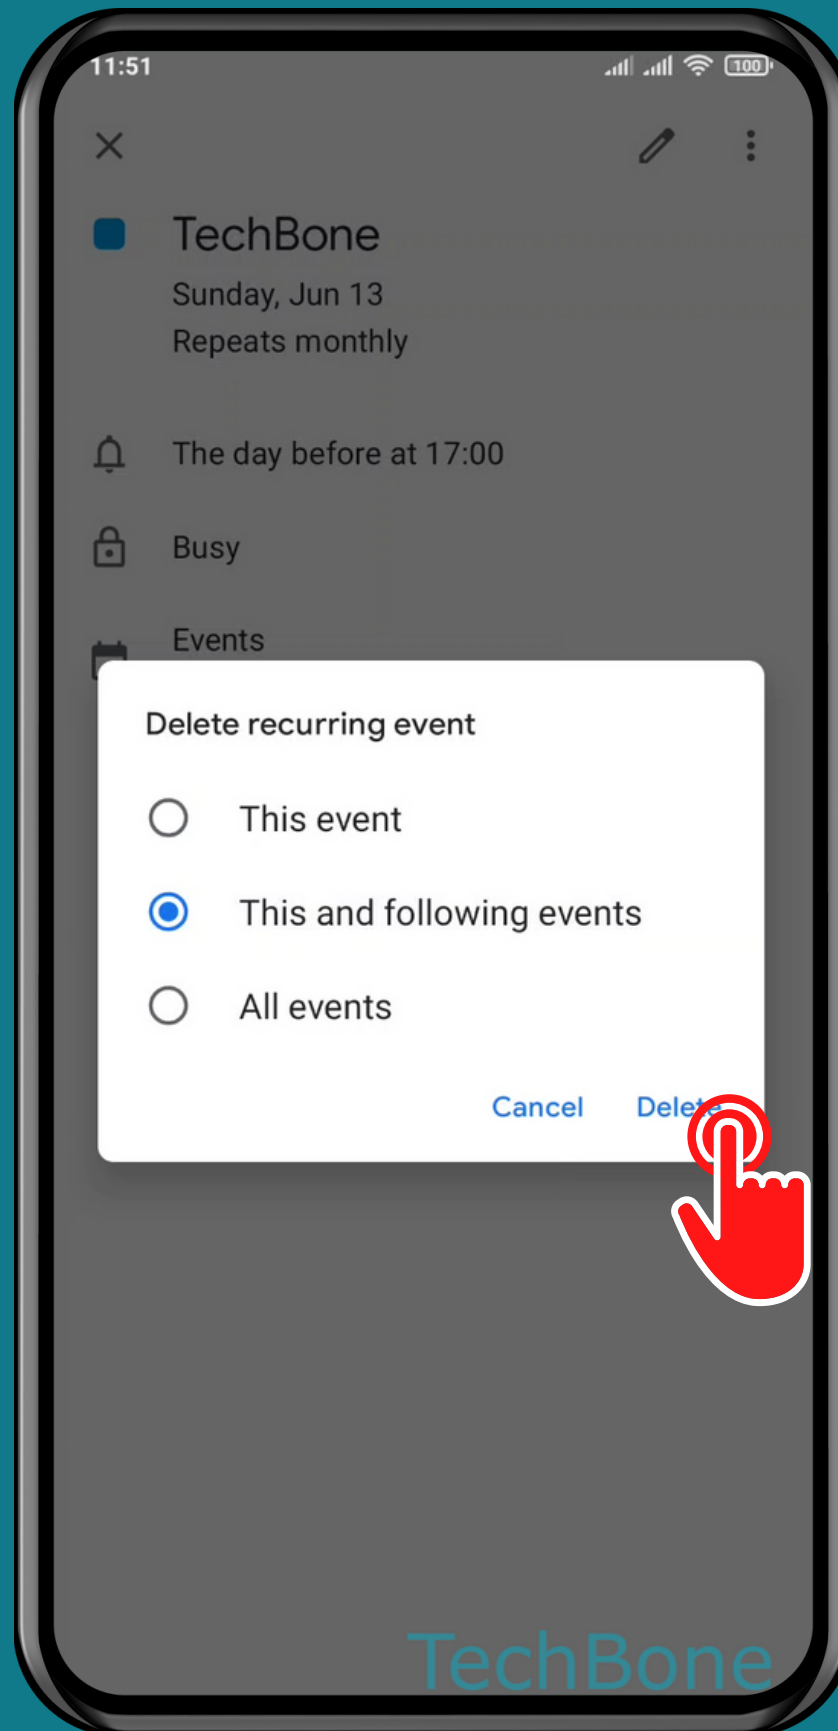 11:51
100
TechBone
Sunday, Jun 13
Repeats monthly
The day before at 17:00
Busy
Events
Delete recurring event
This event
This and following events
All events
Cancel Delete
TechBone